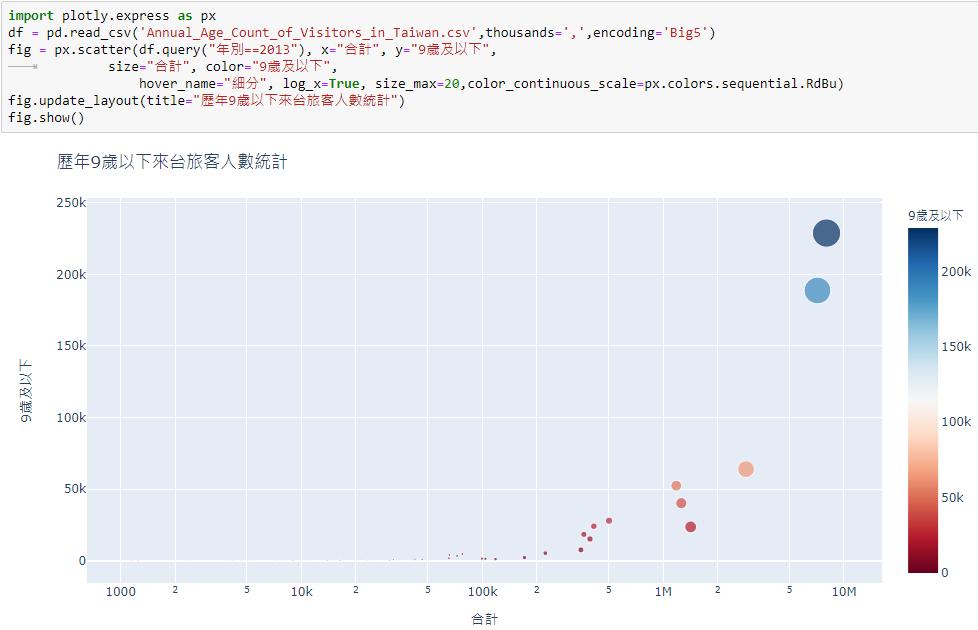 import plotly.express as px
df = pd.read_csv('Annual_Age_Count_of_Visitors_in_Taiwan.csv',thousands=',',encoding='Big5')
fig = px.scatter(df.query("年別==2013"), x="合計", y="9歲及以下",
size="合計", color="9歲及以下",
hover_name="細分", log_x=True, size_max=20,color_continuous_scale=px.colors.sequential.RdBu)
fig.update_layout(title="歷年9歲以下來台旅客人數統計")
fig.show()
歷年9歲以下來台旅客人數統計
250k
200k
150k
100k
50k
0
9歲及以下
1000 2 5 10k 2 5 100k 2 5 1M 2 5 10M
合計
9歲及以下
200k
150k
100k
50k
0